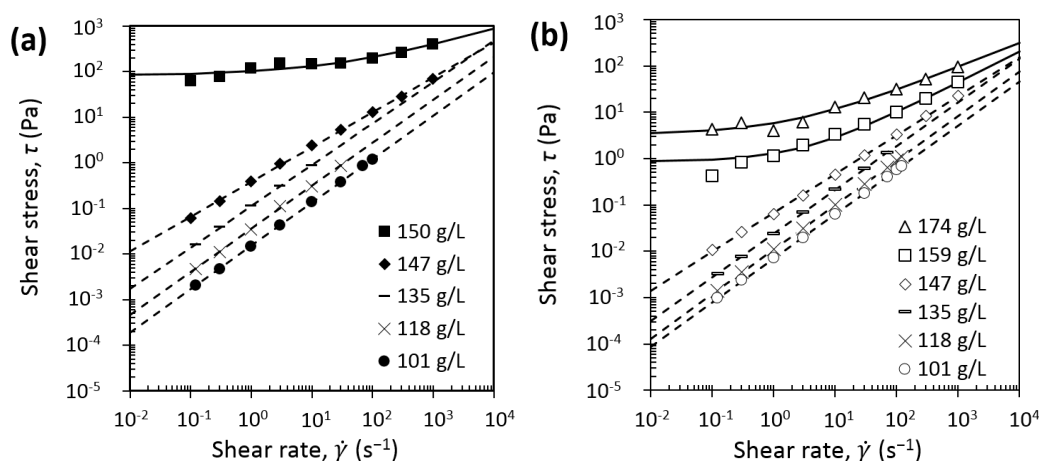 (a)
Shear stress, τ (Pa)
10³
10²
10¹
10⁰
10⁻¹
10⁻²
10⁻³
10⁻⁴
10⁻⁵
150 g/L
147 g/L
135 g/L
118 g/L
101 g/L
10⁻² 10⁻¹ 10⁰ 10¹ 10² 10³ 10⁴
Shear rate, γ̇ (s⁻¹)
(b)
Shear stress, τ (Pa)
10³
10²
10¹
10⁰
10⁻¹
10⁻²
10⁻³
10⁻⁴
10⁻⁵
174 g/L
159 g/L
147 g/L
135 g/L
118 g/L
101 g/L
10⁻² 10⁻¹ 10⁰ 10¹ 10² 10³ 10⁴
Shear rate, γ̇ (s⁻¹)